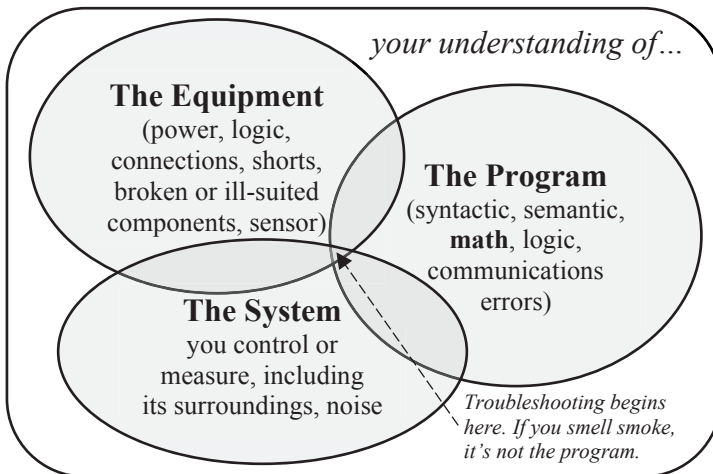 your understanding of...
The Equipment
(power, logic,
connections, shorts,
broken or ill-suited
components, sensor)
The Program
(syntactic, semantic,
math, logic,
communications
errors)
The System
you control or
measure, including
its surroundings, noise
Troubleshooting begins
here. If you smell smoke,
it's not the program.